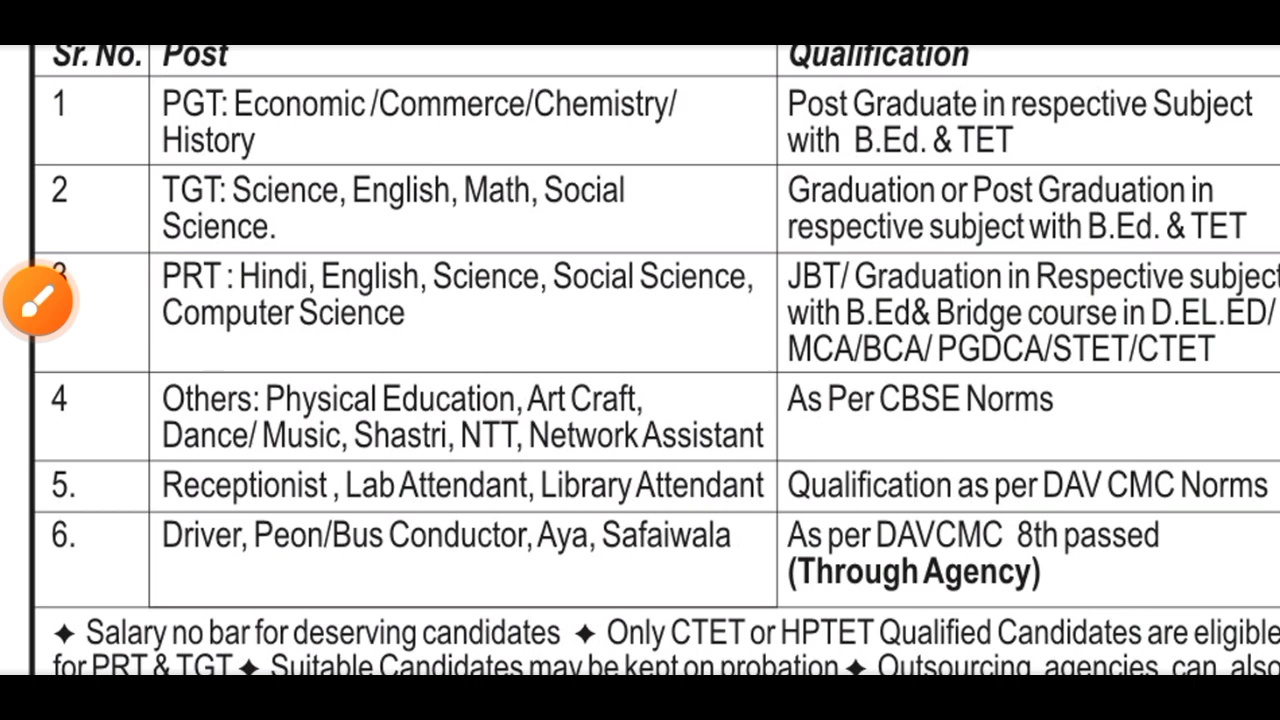 Sr. No. Post Qualification
1 PGT: Economic /Commerce/Chemistry/ Post Graduate in respective Subject
History with B.Ed. & TET
2 TGT: Science, English, Math, Social Graduation or Post Graduation in
Science. respective subject with B.Ed. & TET
3 PRT : Hindi, English, Science, Social Science, JBT/ Graduation in Respective subject
Computer Science with B.Ed& Bridge course in D.EL.ED/
MCA/BCA/ PGDCA/STET/CTET
4 Others: Physical Education, Art Craft, As Per CBSE Norms
Dance/ Music, Shastri, NTT, Network Assistant
5. Receptionist , Lab Attendant, Library Attendant Qualification as per DAV CMC Norms
6. Driver, Peon/Bus Conductor, Aya, Safaiwala As per DAVCMC 8th passed
(Through Agency)
✦ Salary no bar for deserving candidates ✦ Only CTET or HPTET Qualified Candidates are eligible
for PRT & TGT ✦ Suitable Candidates may be kept on probation ✦ Outsourcing agencies can also